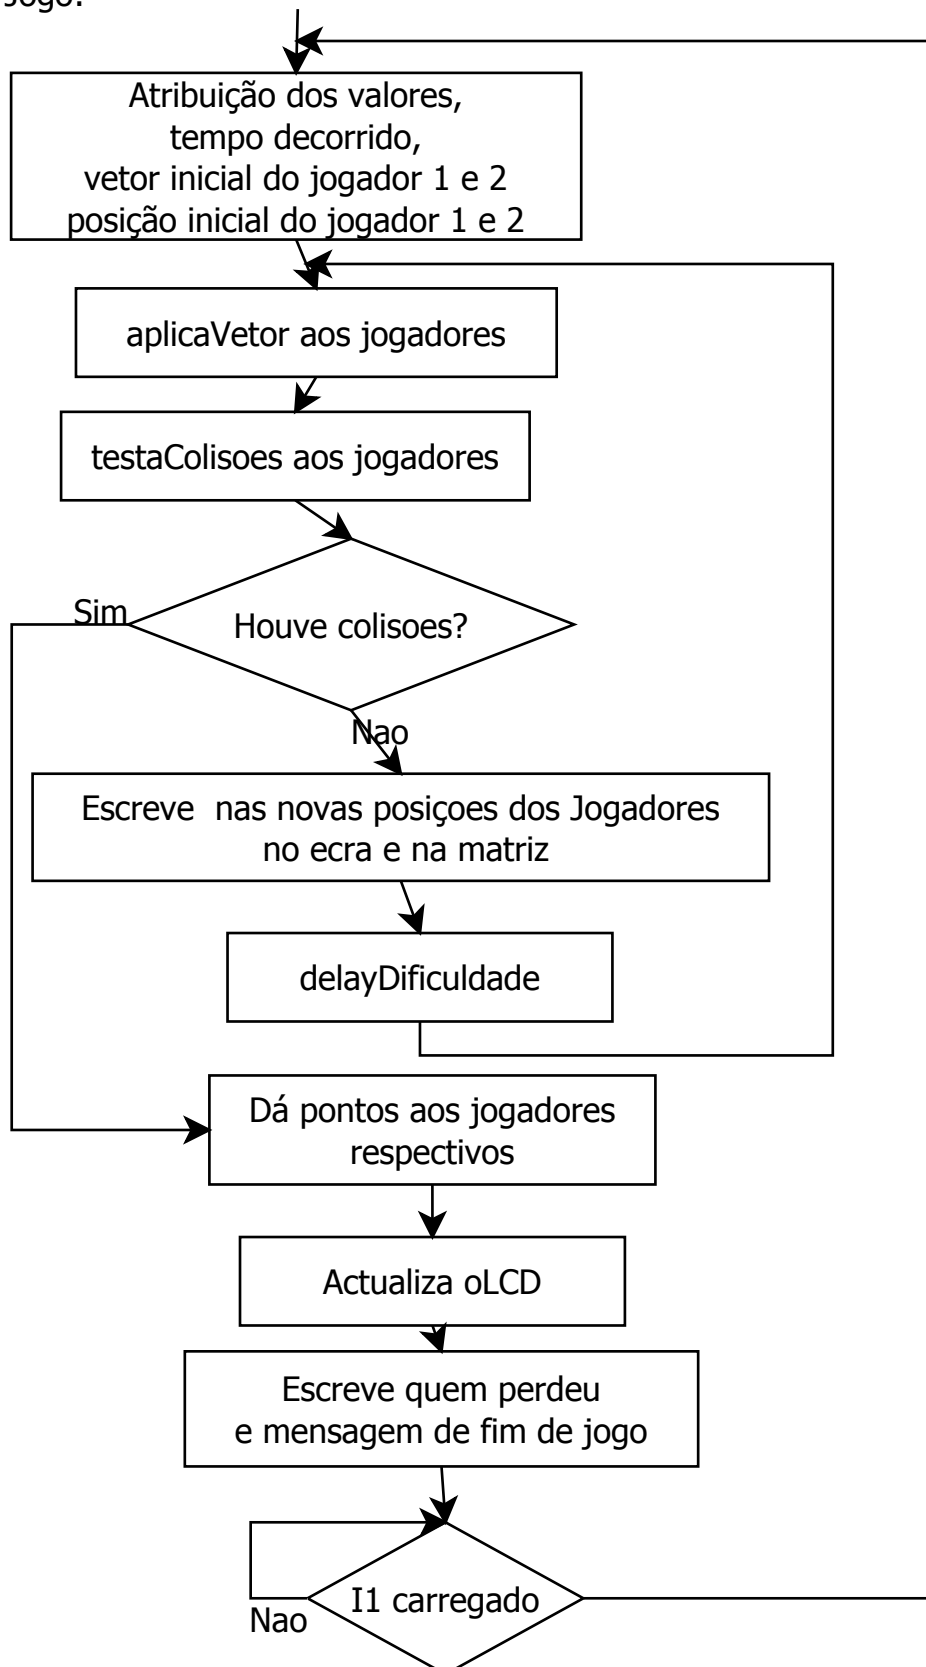 Jogo:
Atribuição dos valores,
tempo decorrido,
vetor inicial do jogador 1 e 2
posição inicial do jogador 1 e 2
aplicaVetor aos jogadores
testaColisoes aos jogadores
Sim
Houve colisoes?
Nao
Escreve  nas novas posiçoes dos Jogadores
no ecra e na matriz
delayDificuldade
Dá pontos aos jogadores
respectivos
Actualiza oLCD
Escreve quem perdeu
e mensagem de fim de jogo
I1 carregado
Nao